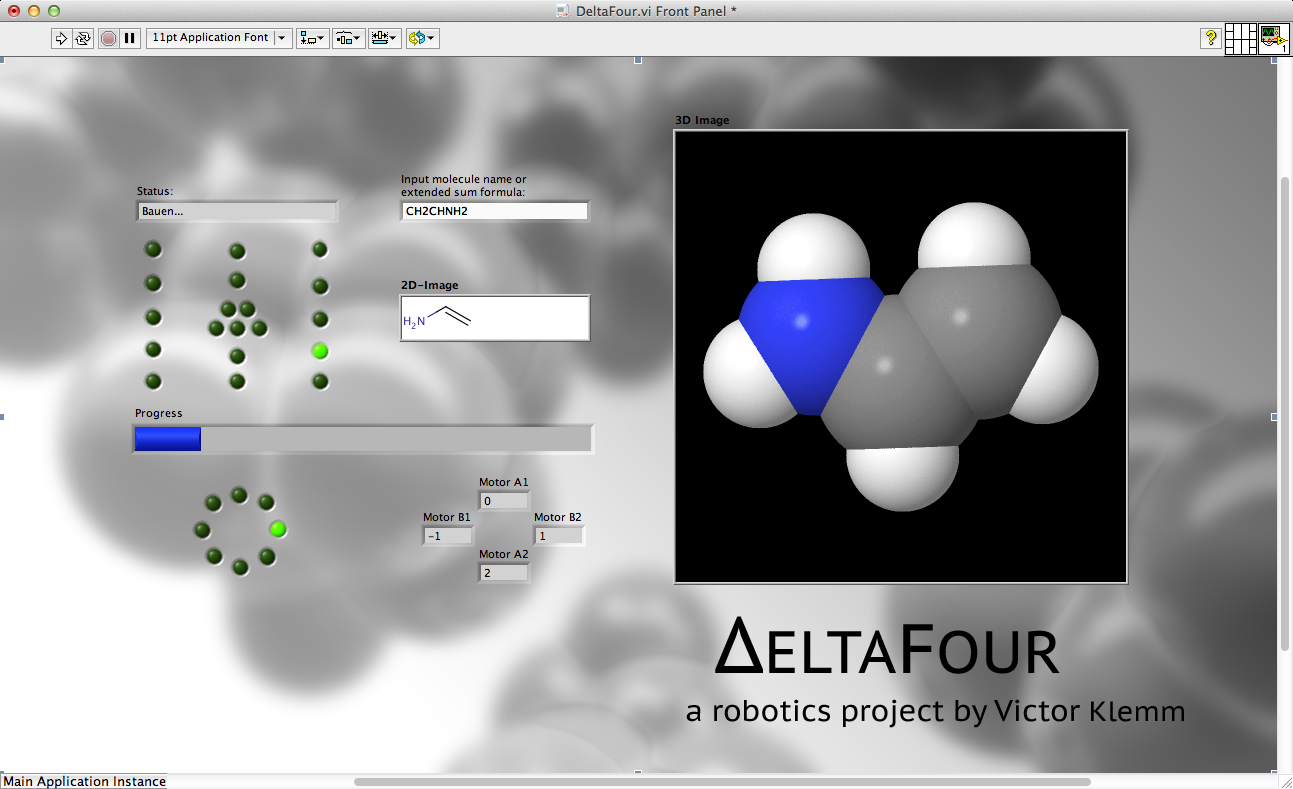 DeltaFour.vi Front Panel *
11pt Application Font
?
1
3D Image
Status:
Bauen...
Input molecule name or
extended sum formula:
CH2CHNH2
2D-Image
H2N
Progress
Motor A1
0
Motor B1
-1
Motor B2
1
Motor A2
2
ΔELTAFOUR
a robotics project by Victor Klemm
Main Application Instance